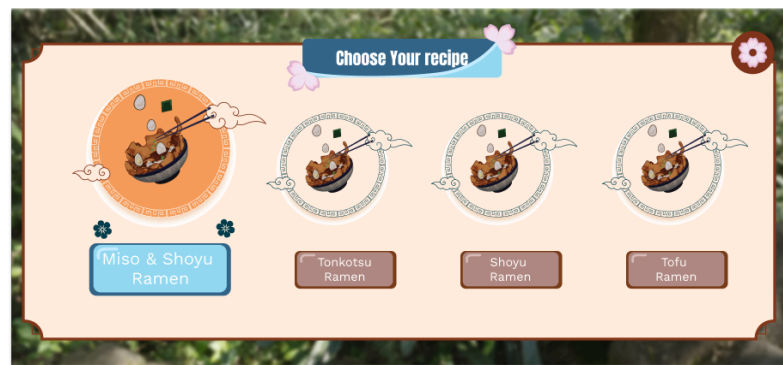 Choose Your recipe
Miso & Shoyu
Ramen
Tonkotsu
Ramen
Shoyu
Ramen
Tofu
Ramen